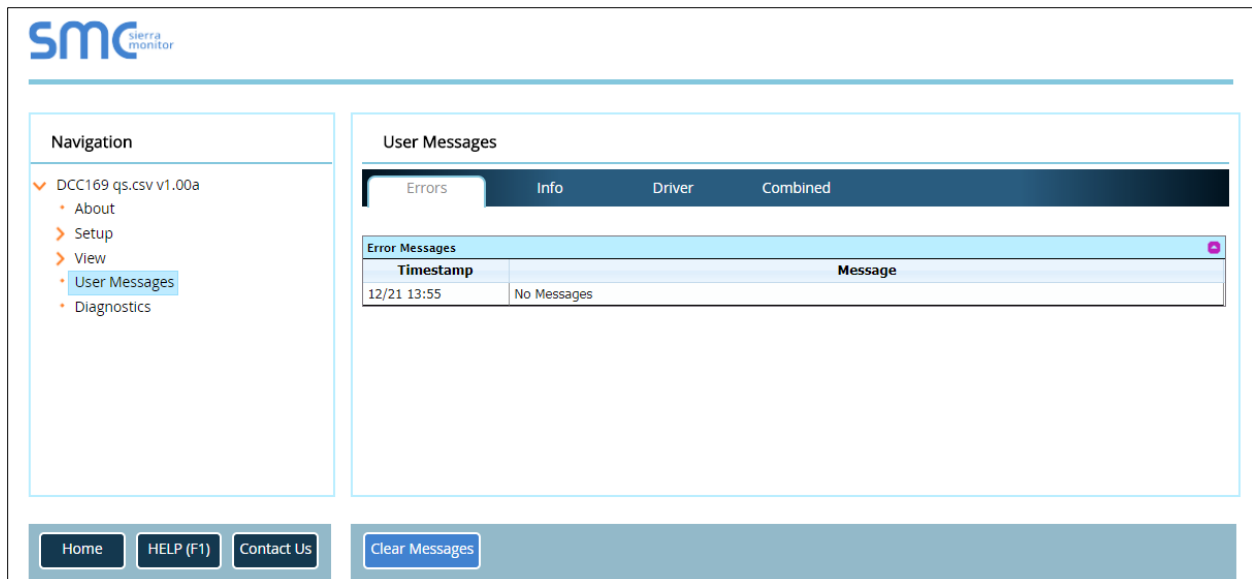 SMC sierra monitor
Navigation
DCC169 qs.csv v1.00a
About
Setup
View
User Messages
Diagnostics
User Messages
Errors Info Driver Combined
Error Messages
Timestamp Message
12/21 13:55 No Messages
Home HELP (F1) Contact Us Clear Messages